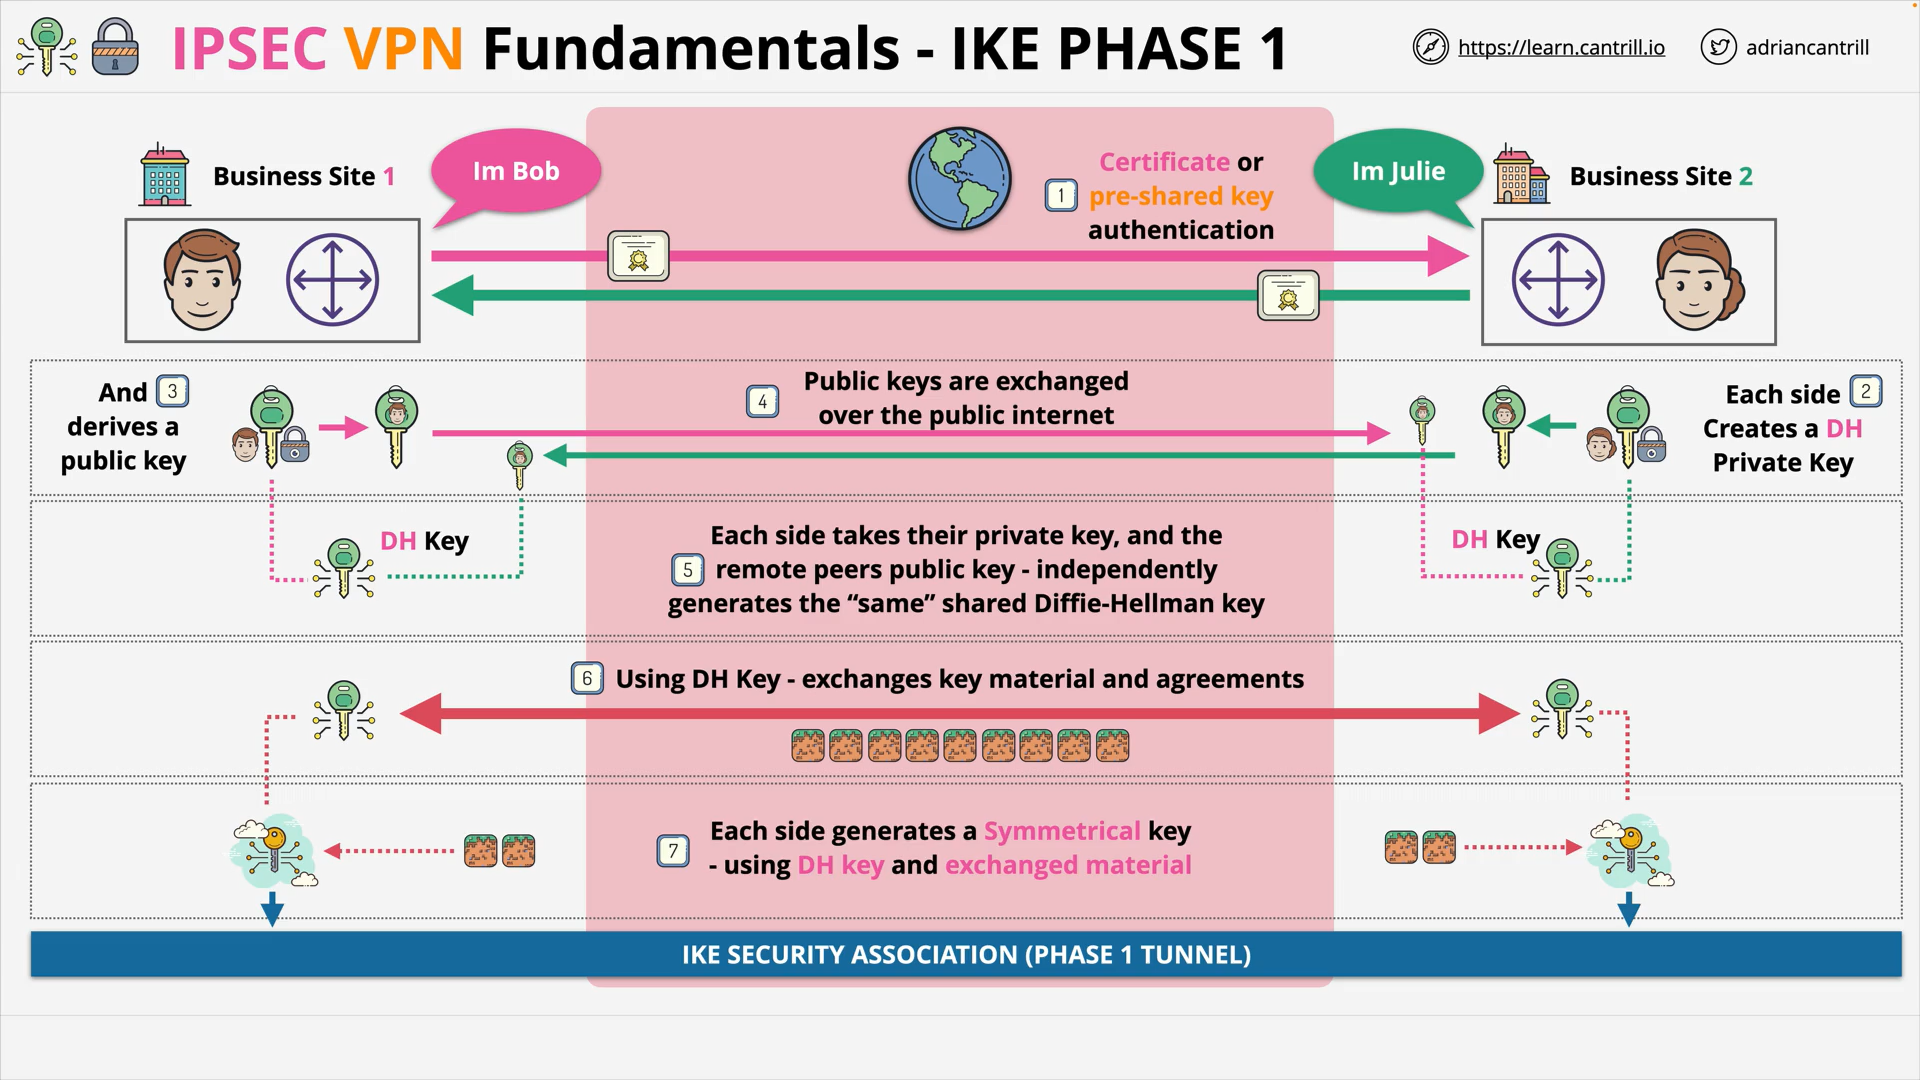 IPSEC VPN Fundamentals - IKE PHASE 1
https://learn.cantrill.io
adriancantrill
Business Site 1
Im Bob
1
Certificate or
pre-shared key
authentication
Im Julie
Business Site 2
And 3
derives a
public key
4
Public keys are exchanged
over the public internet
Each side 2
Creates a DH
Private Key
DH Key
5
Each side takes their private key, and the
remote peers public key - independently
generates the “same” shared Diffie-Hellman key
DH Key
6 Using DH Key - exchanges key material and agreements
7
Each side generates a Symmetrical key
- using DH key and exchanged material
IKE SECURITY ASSOCIATION (PHASE 1 TUNNEL)